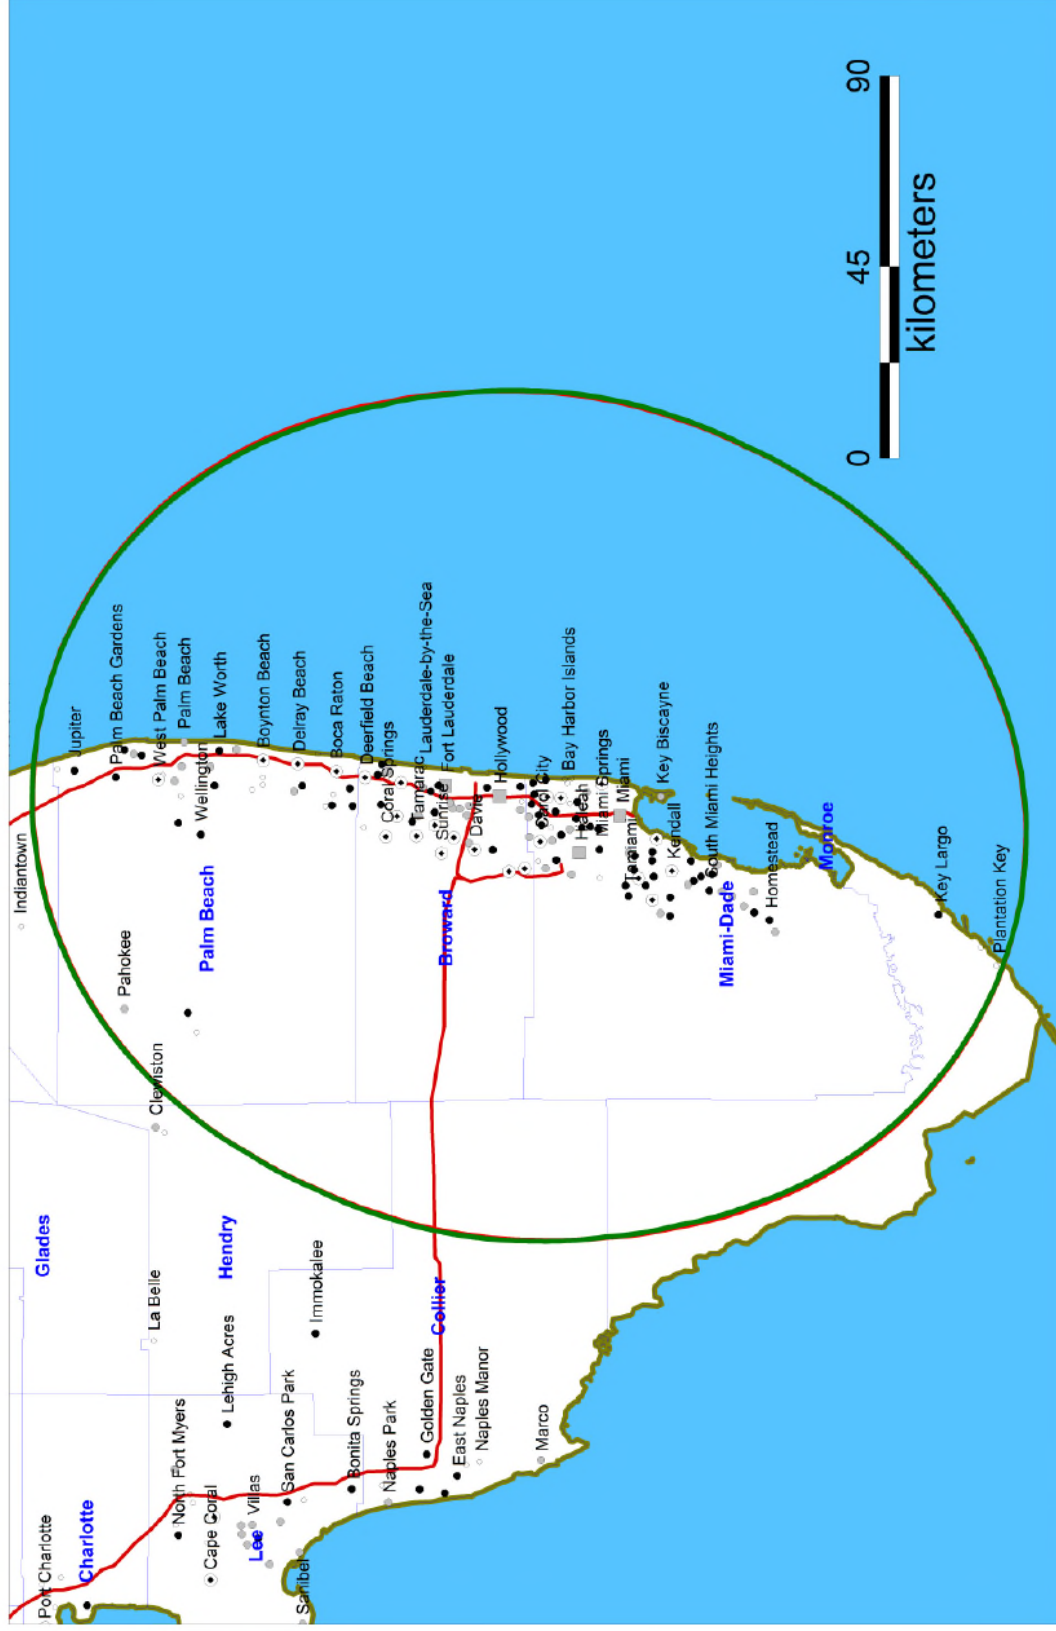 Port Charlotte
Charlotte
Glades
Indiantown
Jupiter
Palm Beach Gardens
Pahokee
Clewiston
La Belle
North Fort Myers
West Palm Beach
Palm Beach
Wellington
Palm Beach
Lake Worth
Cape Coral
Lehigh Acres
Hendry
Villas
Lee
Boynton Beach
San Carlos Park
Sanibel
Delray Beach
Immokalee
Boca Raton
Bonita Springs
Deerfield Beach
Coral Springs
Naples Park
Tamarac
Lauderdale-by-the-Sea
Golden Gate
Sunrise
Fort Lauderdale
Broward
Collier
East Naples
Davie
Naples Manor
Hollywood
Carol City
Marco
Bay Harbor Islands
Hialeah
Miami Springs
Miami
Tamiami
Key Biscayne
Kendall
South Miami Heights
Miami-Dade
Homestead
Monroe
Key Largo
Plantation Key
0 45 90
kilometers